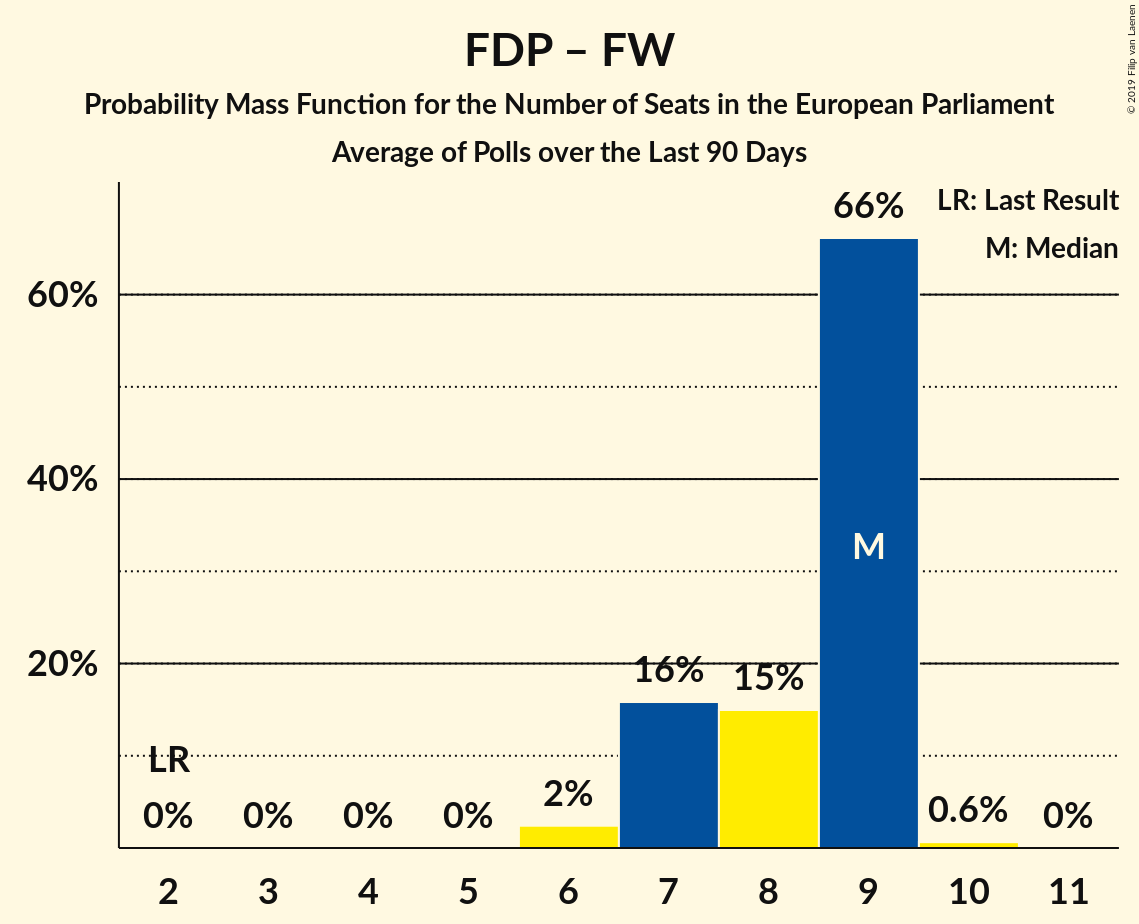 FDP – FW
Probability Mass Function for the Number of Seats in the European Parliament
Average of Polls over the Last 90 Days
© 2019 Filip van Laenen
LR: Last Result
M: Median
66%
60%
40%
M
20%
16%
15%
LR
2%
0%
0%
0%
0%
0.6%
0%
2 3 4 5 6 7 8 9 10 11